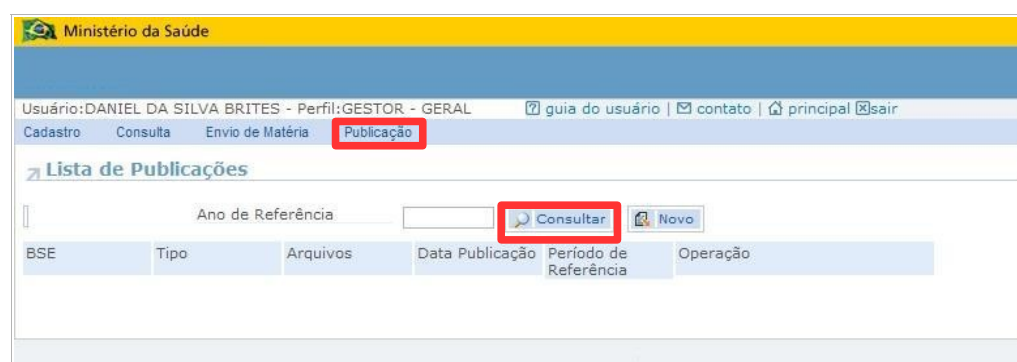 Ministério da Saúde
Usuário:DANIEL DA SILVA BRITES - Perfil:GESTOR - GERAL guia do usuário | contato | principal sair
Cadastro Consulta Envio de Matéria Publicação
Lista de Publicações
Ano de Referência Consultar Novo
BSE Tipo Arquivos Data Publicação Período de Operação
Referência